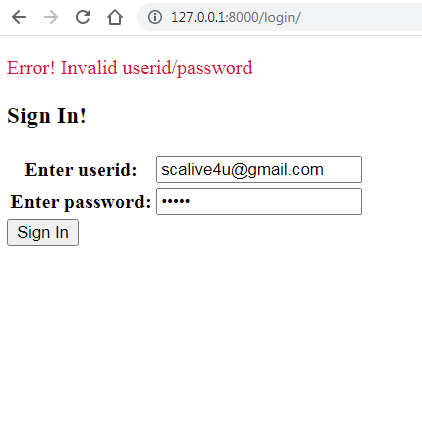 127.0.0.1:8000/login/
Error! Invalid userid/password
Sign In!
Enter userid: scalive4u@gmail.com
Enter password: •••••
Sign In